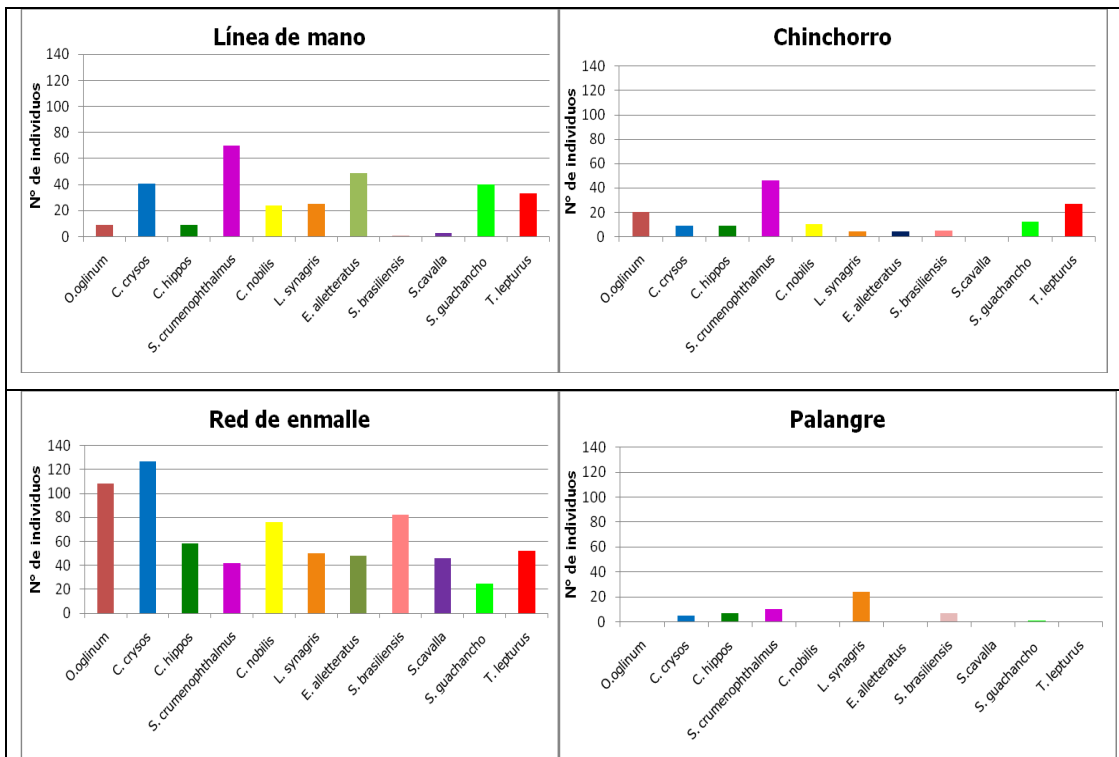 Línea de mano
N° de individuos
140
120
100
80
60
40
20
0
O.oglinum
C. crysos
C. hippos
S. crumenophthalmus
C. nobilis
L. synagris
E. alletteratus
S. brasiliensis
S.cavalla
S. guachancho
T. lepturus
Chinchorro
N° de individuos
140
120
100
80
60
40
20
0
O.oglinum
C. crysos
C. hippos
S. crumenophthalmus
C. nobilis
L. synagris
E. alletteratus
S. brasiliensis
S.cavalla
S. guachancho
T. lepturus
Red de enmalle
N° de individuos
140
120
100
80
60
40
20
0
O.oglinum
C. crysos
C. hippos
S. crumenophthalmus
C. nobilis
L. synagris
E. alletteratus
S. brasiliensis
S.cavalla
S. guachancho
T. lepturus
Palangre
N° de individuos
140
120
100
80
60
40
20
0
O.oglinum
C. crysos
C. hippos
S. crumenophthalmus
C. nobilis
L. synagris
E. alletteratus
S. brasiliensis
S.cavalla
S. guachancho
T. lepturus